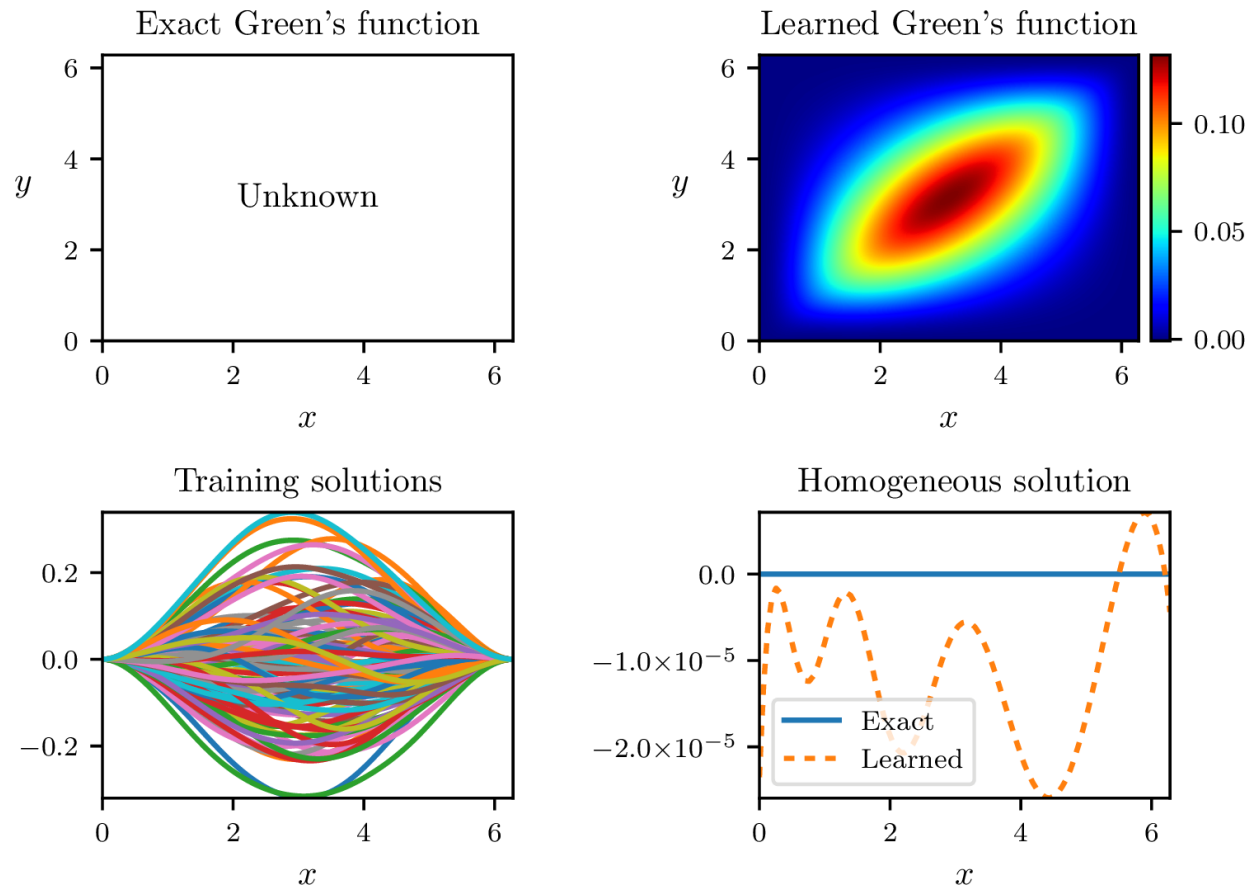 Exact Green's function
6
4
y
Unknown
2
0
0 2 4 6
x
Learned Green's function
6
4
y
2
0
0 2 4 6
x
0.10
0.05
0.00
Training solutions
0.2
0.0
−0.2
0 2 4 6
x
Homogeneous solution
0.0
−1.0×10⁻⁵
−2.0×10⁻⁵
Exact
Learned
0 2 4 6
x